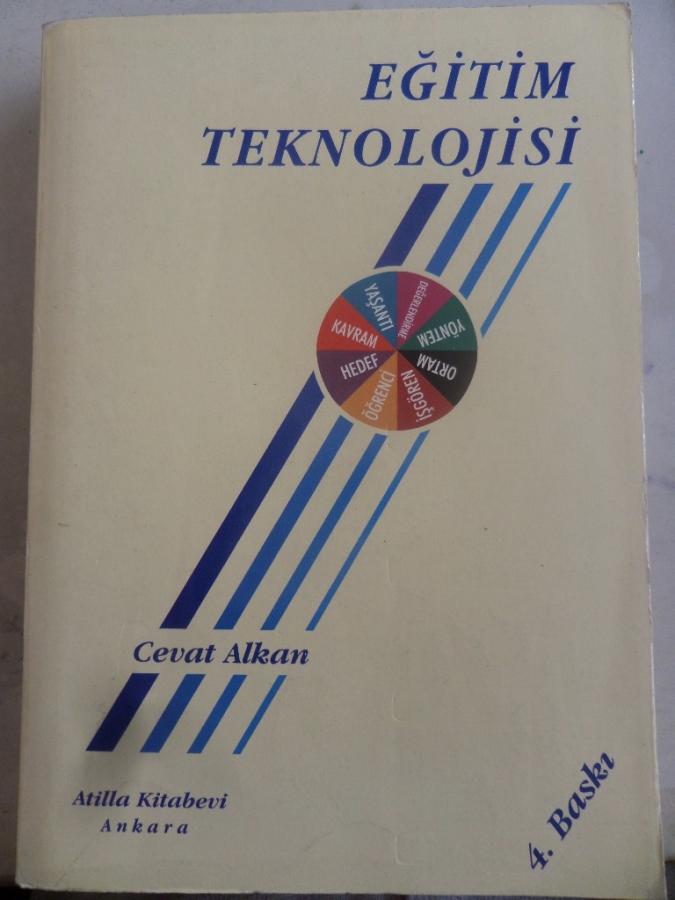 EĞİTİM
TEKNOLOJİSİ
YAŞANTI
DEĞERLENDİRME
YÖNTEM
ORTAM
İŞGÖREN
ÖĞRENCİ
HEDEF
KAVRAM
Cevat Alkan
Atilla Kitabevi
Ankara
4. Baskı